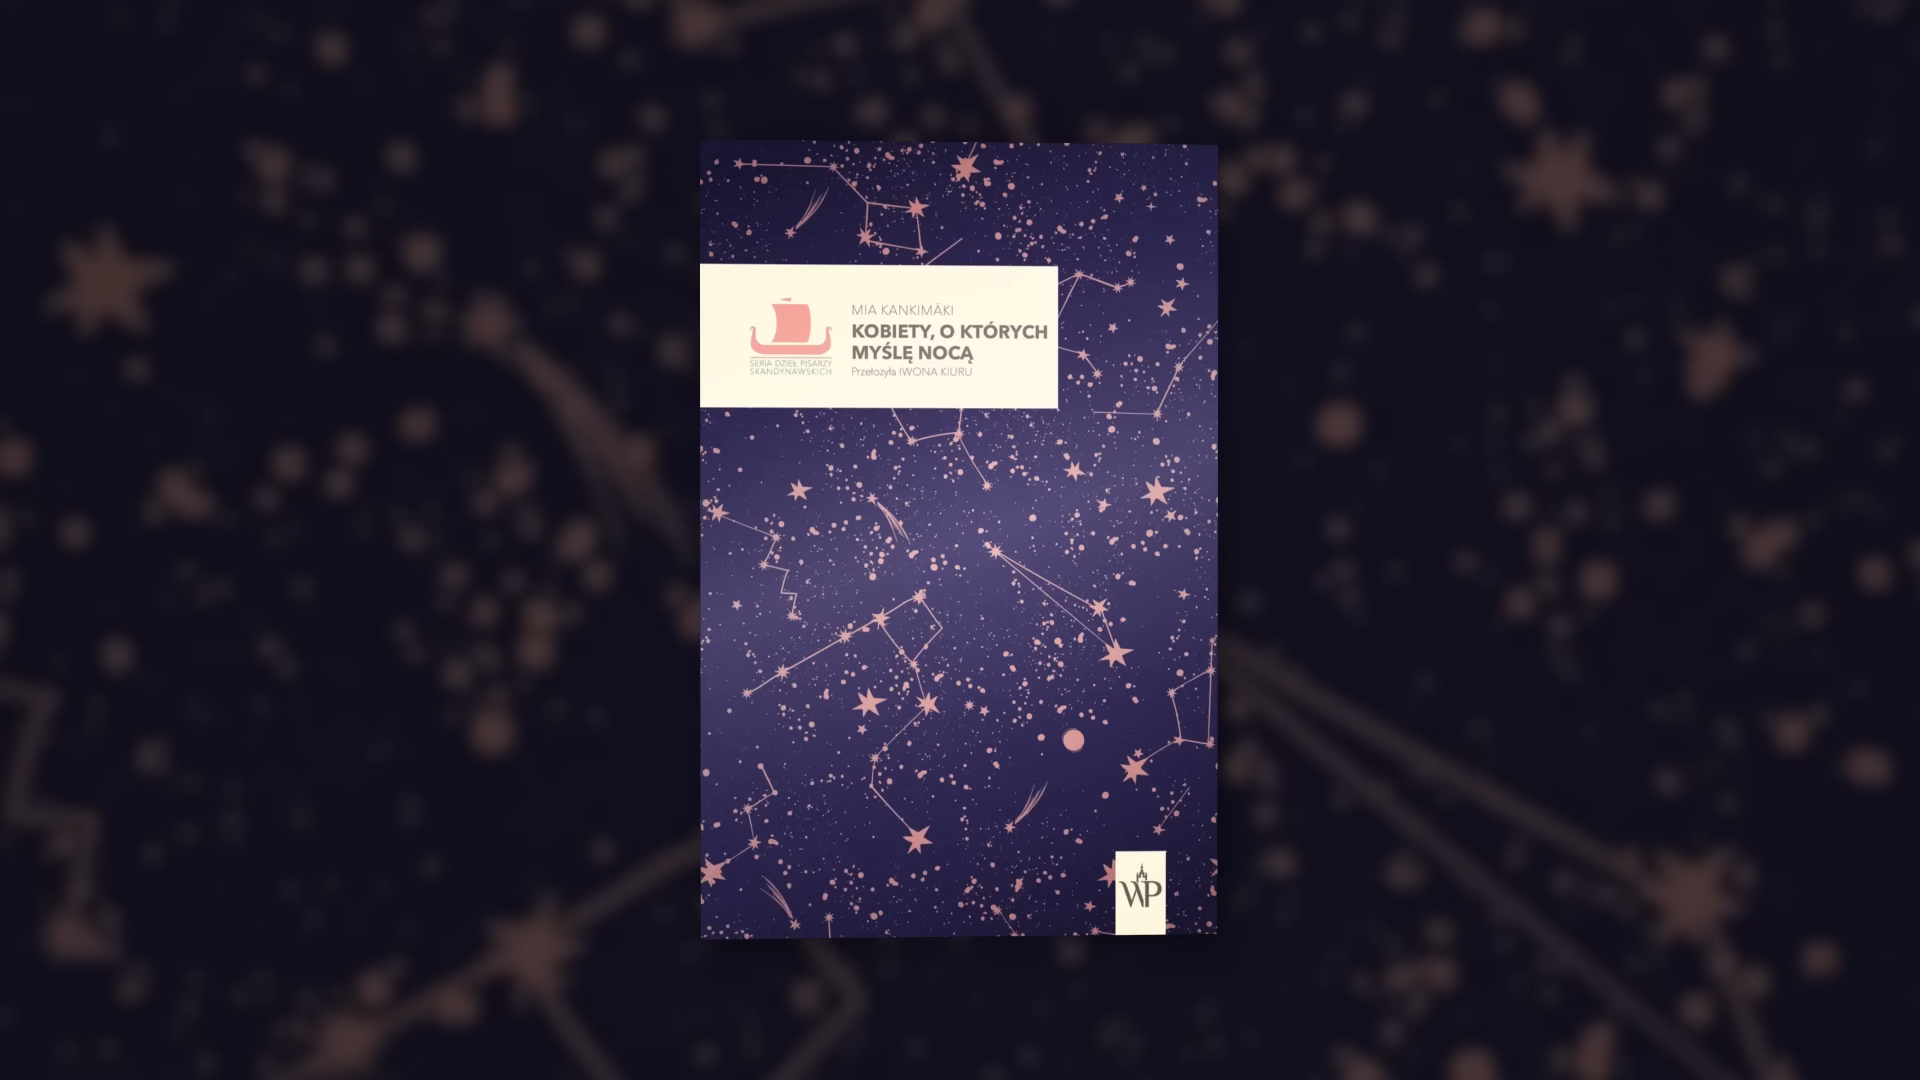 MIA KANKIMÄKI
KOBIETY, O KTÓRYCH
MYŚLĘ NOCĄ
Przełożyła IWONA KIURU
SERIA DZIEŁ PISARZY
SKANDYNAWSKICH
WP